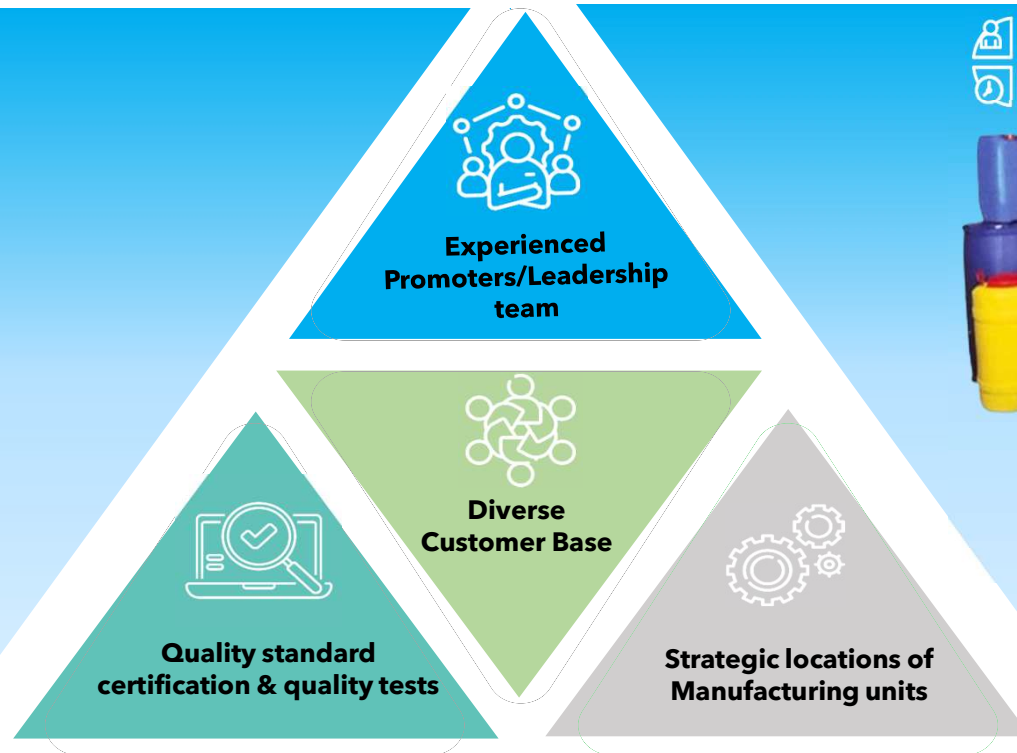 Experienced
Promoters/Leadership
team
Diverse
Customer Base
Quality standard
certification & quality tests
Strategic locations of
Manufacturing units